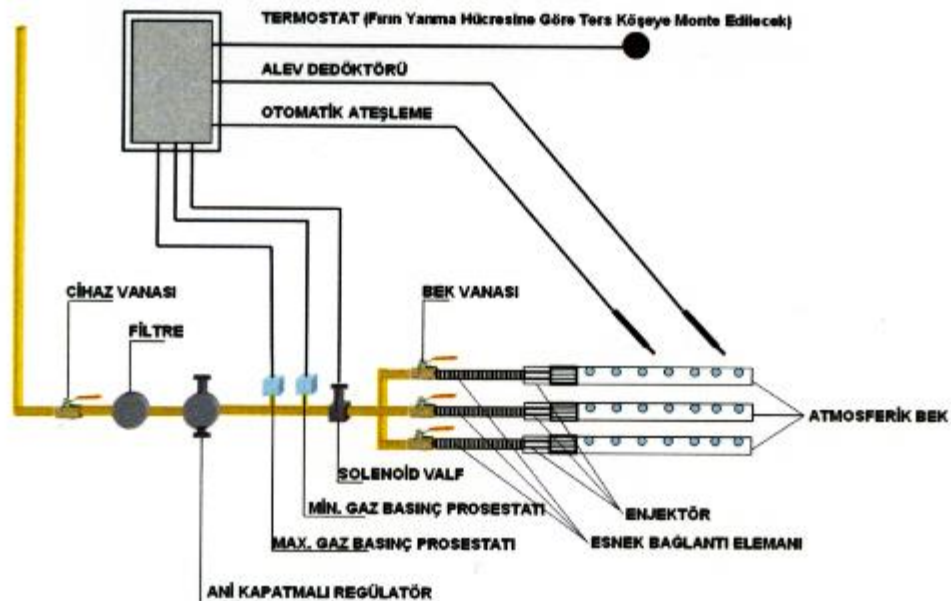 TERMOSTAT (Fırın Yanma Hücresine Göre Ters Köşeye Monte Edilecek)
ALEV DEDÖKTÖRÜ
OTOMATİK ATEŞLEME
CİHAZ VANASI
BEK VANASI
FİLTRE
ATMOSFERİK BEK
SOLENOİD VALF
MİN. GAZ BASINÇ PROSESTATI
ENJEKTÖR
MAX. GAZ BASINÇ PROSESTATI
ESNEK BAĞLANTI ELEMANI
ANİ KAPATMALI REGÜLATÖR